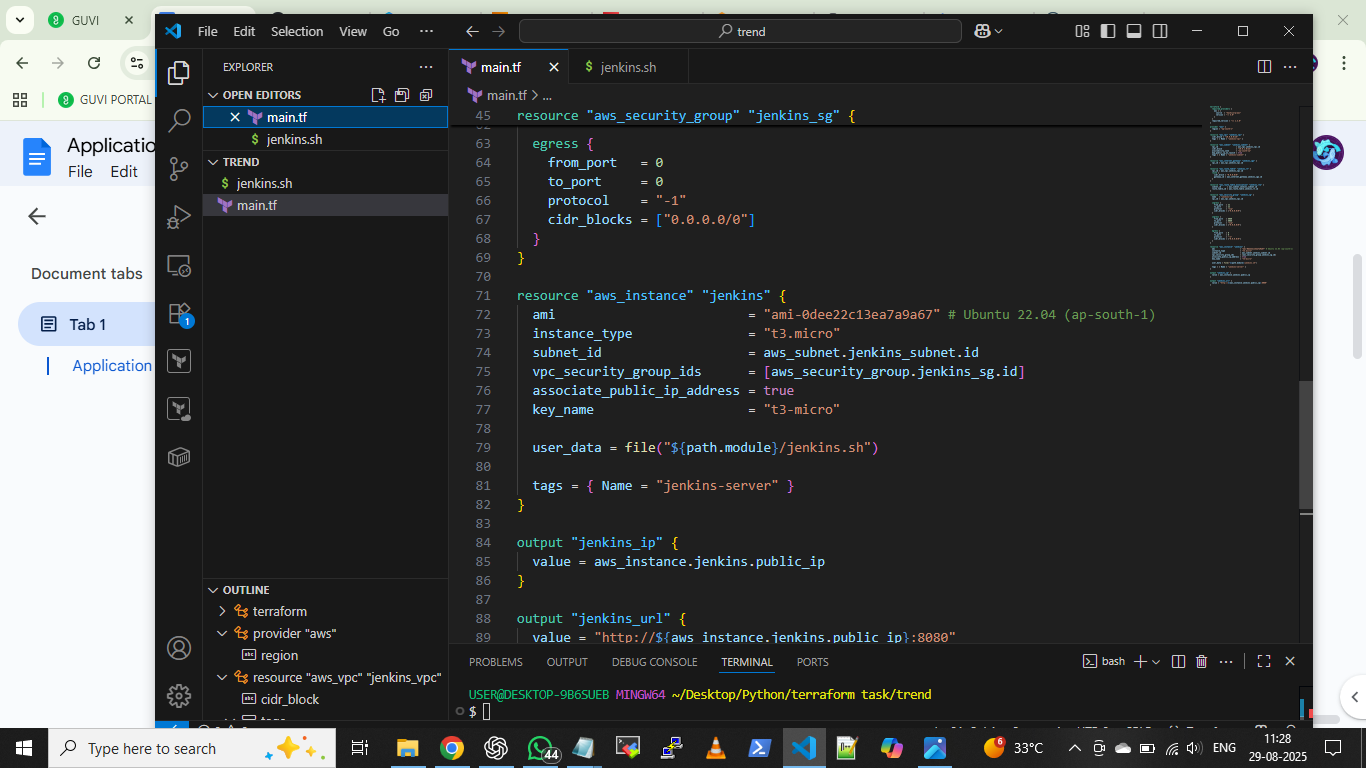 GUVI
GUVI PORTAL
Applicatio
File Edit
Document tabs
Tab 1
Application
File Edit Selection View Go ···
trend
EXPLORER
OPEN EDITORS
main.tf
$ jenkins.sh
TREND
$ jenkins.sh
main.tf
1
OUTLINE
terraform
provider "aws"
region
resource "aws_vpc" "jenkins_vpc"
cidr_block
main.tf
$ jenkins.sh
main.tf > ...
45 resource "aws_security_group" "jenkins_sg" {
63 egress {
64 from_port = 0
65 to_port = 0
66 protocol = "-1"
67 cidr_blocks = ["0.0.0.0/0"]
68 }
69 }
70
71 resource "aws_instance" "jenkins" {
72 ami = "ami-0dee22c13ea7a9a67" # Ubuntu 22.04 (ap-south-1)
73 instance_type = "t3.micro"
74 subnet_id = aws_subnet.jenkins_subnet.id
75 vpc_security_group_ids = [aws_security_group.jenkins_sg.id]
76 associate_public_ip_address = true
77 key_name = "t3-micro"
78
79 user_data = file("${path.module}/jenkins.sh")
80
81 tags = { Name = "jenkins-server" }
82 }
83
84 output "jenkins_ip" {
85 value = aws_instance.jenkins.public_ip
86 }
87
88 output "jenkins_url" {
89 value = "http://${aws_instance.jenkins.public_ip}:8080"
PROBLEMS OUTPUT DEBUG CONSOLE TERMINAL PORTS
bash
USER@DESKTOP-9B6SUEB MINGW64 ~/Desktop/Python/terraform task/trend
$
Type here to search
44
6
33°C
ENG
11:28
29-08-2025